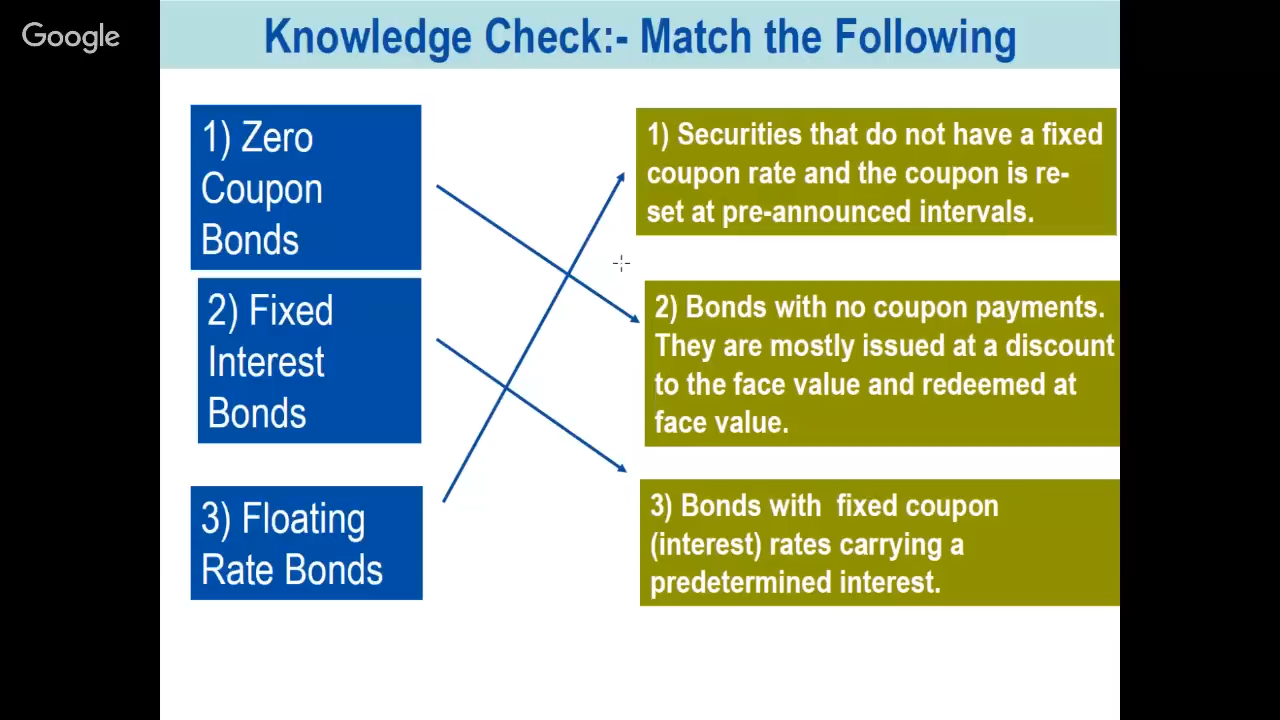 Google
Knowledge Check:- Match the Following
1) Zero
Coupon
Bonds
1) Securities that do not have a fixed
coupon rate and the coupon is re-
set at pre-announced intervals.
2) Fixed
Interest
Bonds
2) Bonds with no coupon payments.
They are mostly issued at a discount
to the face value and redeemed at
face value.
3) Floating
Rate Bonds
3) Bonds with  fixed coupon
(interest) rates carrying a
predetermined interest.